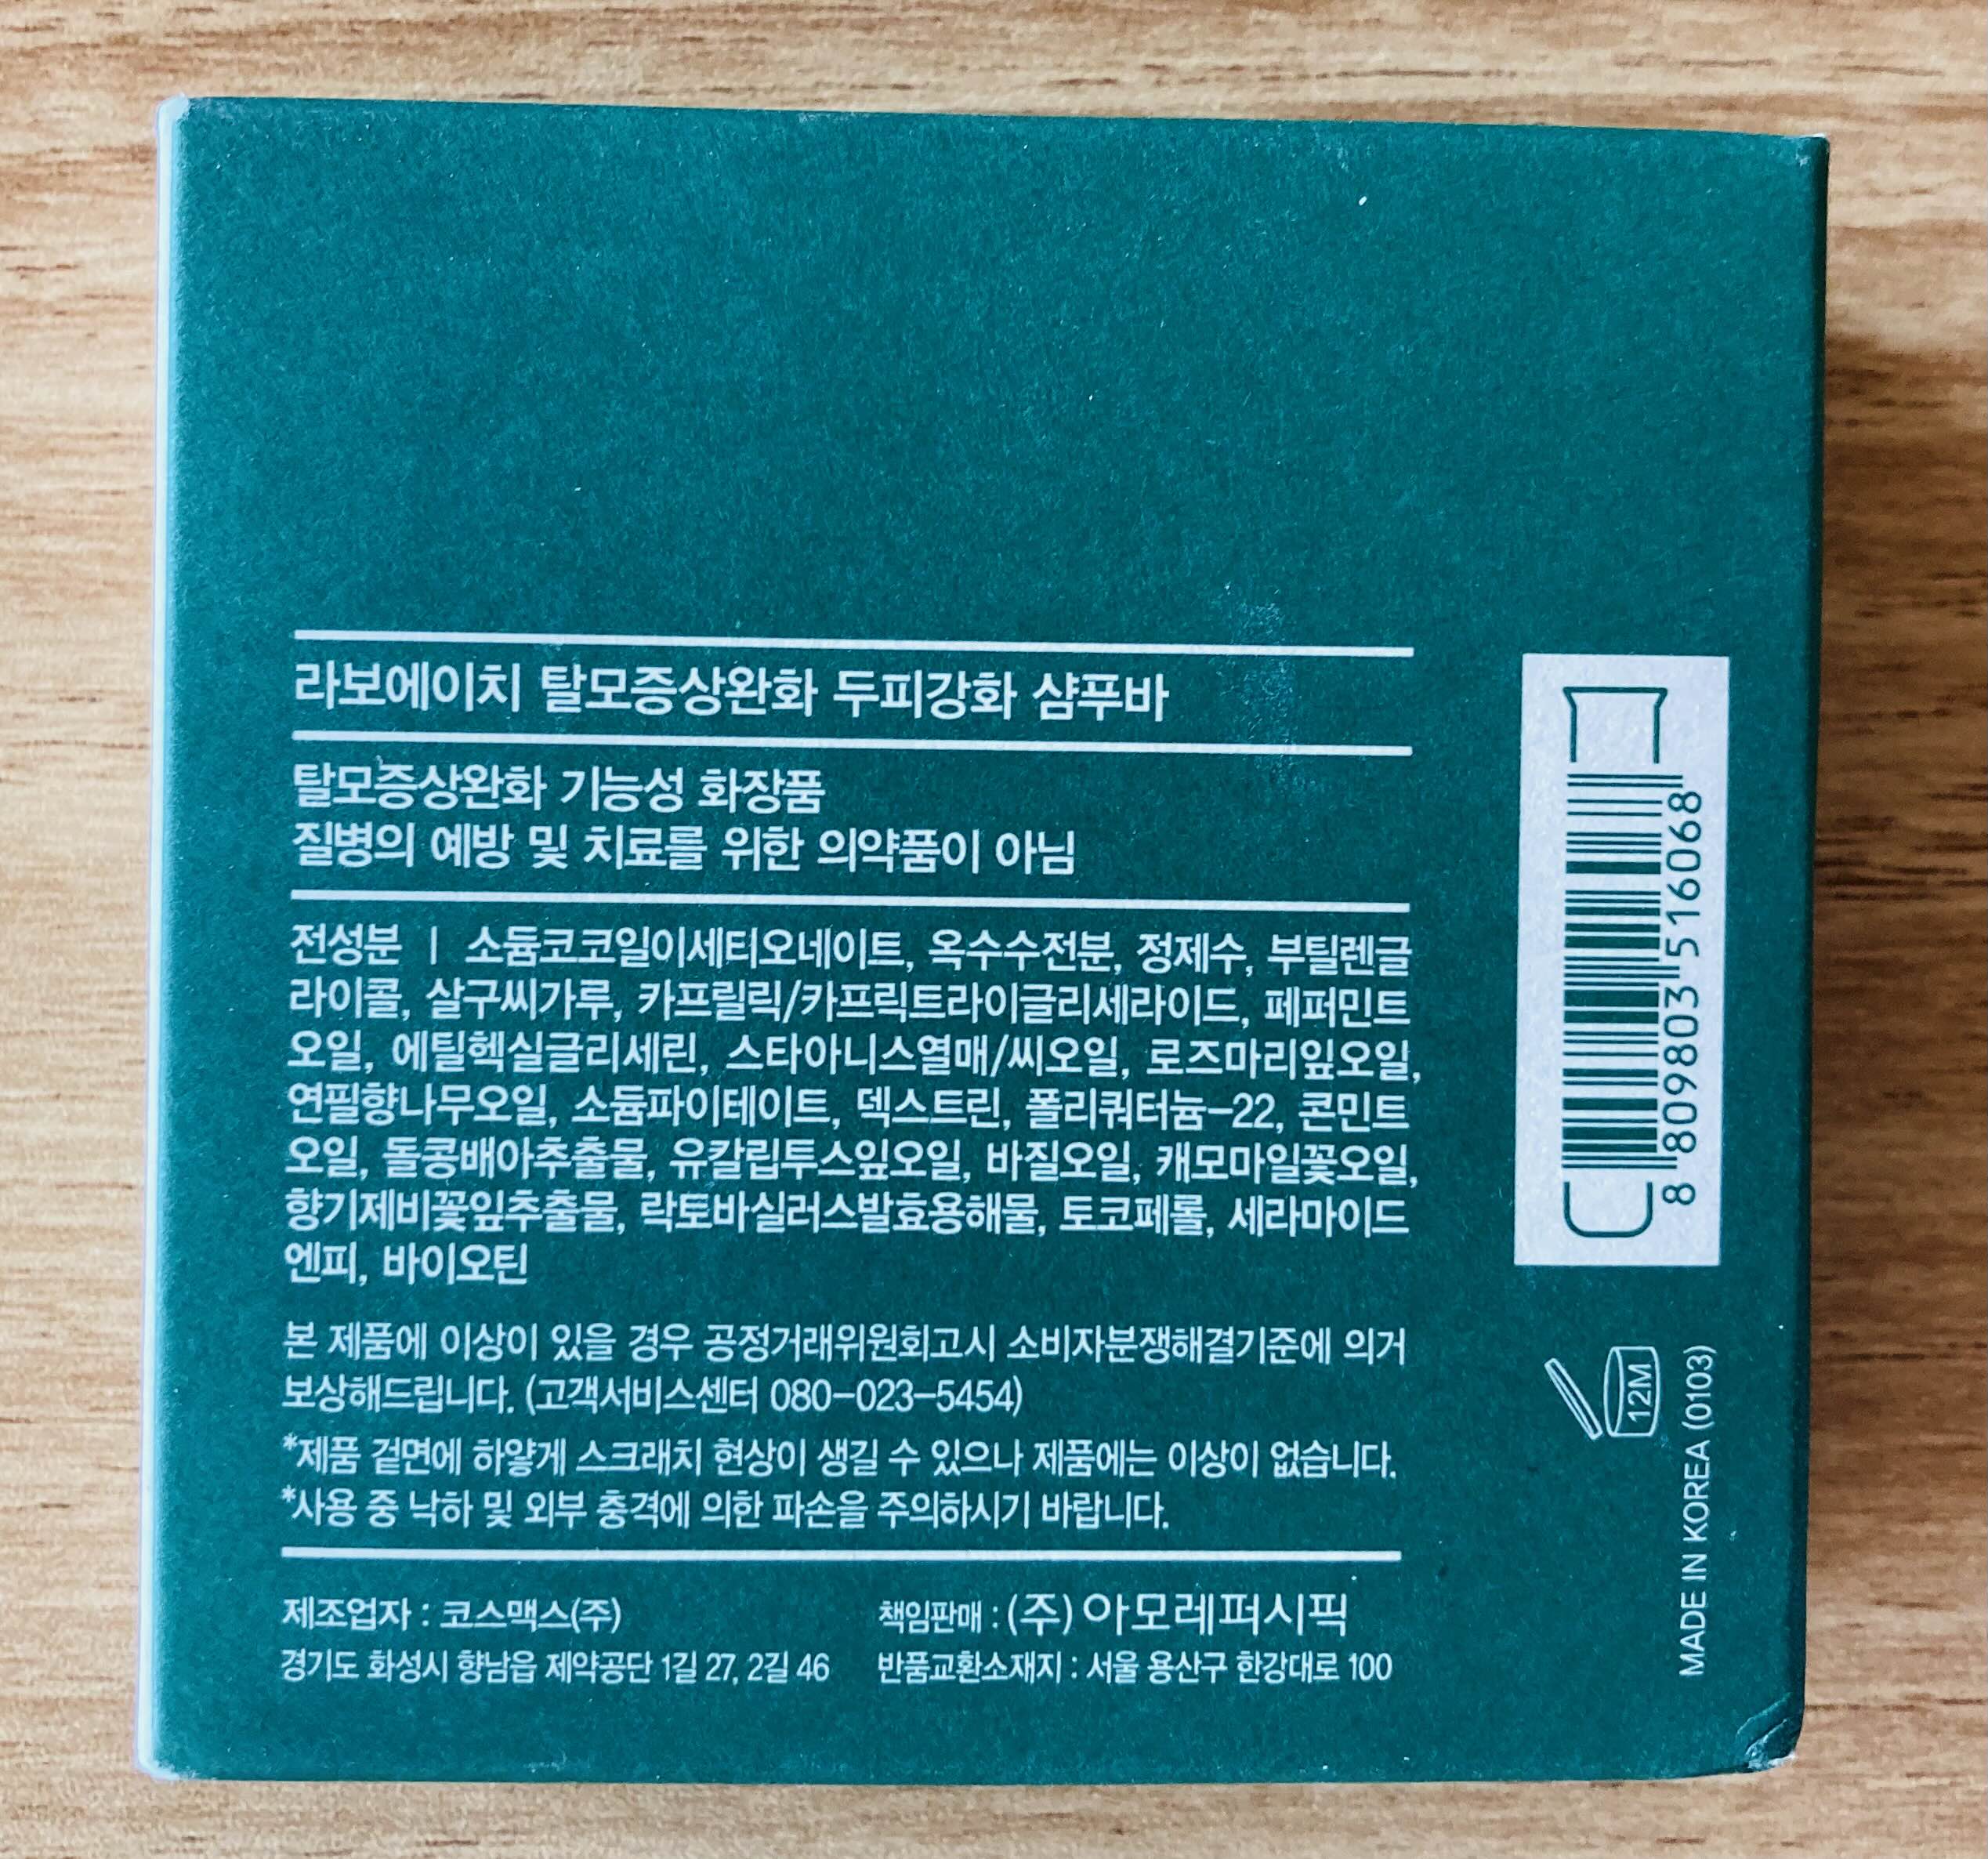 라보에이치 탈모증상완화 두피강화 샴푸바
탈모증상완화 기능성 화장품
질병의 예방 및 치료를 위한 의약품이 아님
전성분 | 소듐코코일이세티오네이트, 옥수수전분, 정제수, 부틸렌글
라이콜, 살구씨가루, 카프릴릭/카프릭트라이글리세라이드, 페퍼민트
오일, 에틸헥실글리세린, 스타아니스열매/씨오일, 로즈마리잎오일,
연필향나무오일, 소듐파이테이트, 덱스트린, 폴리쿼터늄-22, 콘민트
오일, 돌콩배아추출물, 유칼립투스잎오일, 바질오일, 캐모마일꽃오일,
향기제비꽃잎추출물, 락토바실러스발효용해물, 토코페롤, 세라마이드
엔피, 바이오틴
본 제품에 이상이 있을 경우 공정거래위원회고시 소비자분쟁해결기준에 의거
보상해드립니다. (고객서비스센터 080-023-5454)
*제품 겉면에 하얗게 스크래치 현상이 생길 수 있으나 제품에는 이상이 없습니다.
*사용 중 낙하 및 외부 충격에 의한 파손을 주의하시기 바랍니다.
제조업자 : 코스맥스(주)
경기도 화성시 향남읍 제약공단 1길 27, 2길 46
책임판매 : (주) 아모레퍼시픽
반품교환소재지 : 서울 용산구 한강대로 100
8 809803 516068
12M
MADE IN KOREA (0103)